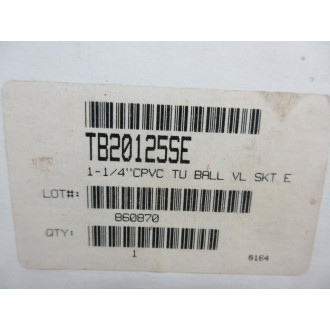 TB20125SE
1-1/4"CPVC TU BALL VL SKT E
LOT#:
860870
QTY:
1 6164